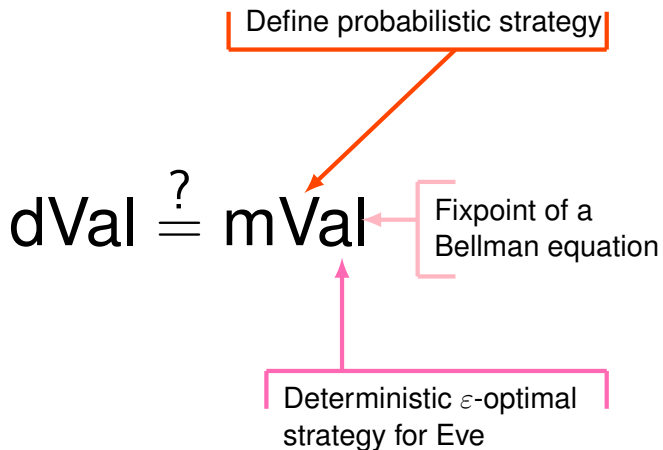 Define probabilistic strategy
dVal ≟ mVal
Fixpoint of a
Bellman equation
Deterministic ε-optimal
strategy for Eve